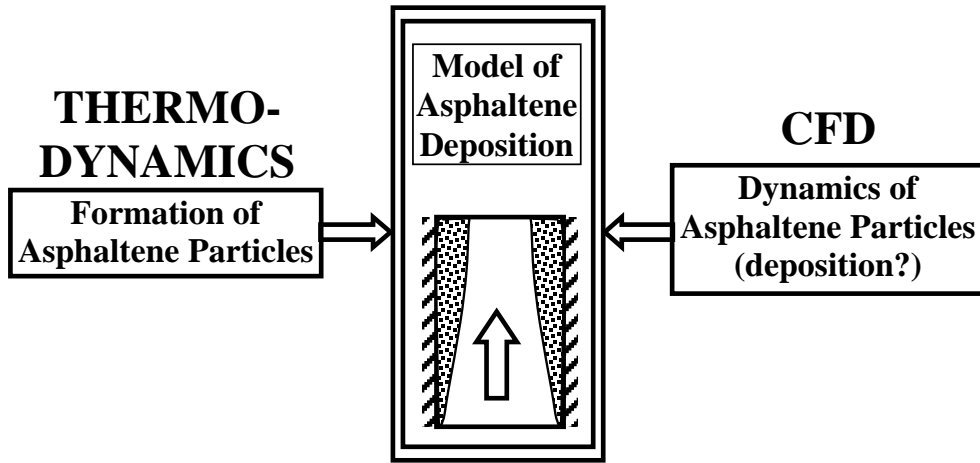 THERMO-
DYNAMICS
Formation of
Asphaltene Particles
Model of
Asphaltene
Deposition
CFD
Dynamics of
Asphaltene Particles
(deposition?)